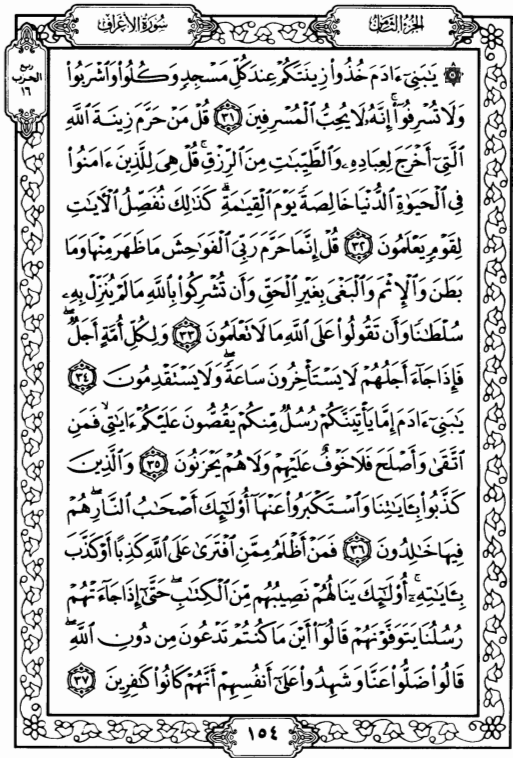 الجزء الثامن
سورة الأعراف
ربع
الحزب
١٦
۞ يَٰبَنِيٓ ءَادَمَ خُذُوا۟ زِينَتَكُمْ عِندَ كُلِّ مَسْجِدٍ وَكُلُوا۟ وَٱشْرَبُوا۟
وَلَا تُسْرِفُوٓا۟ ۚ إِنَّهُۥ لَا يُحِبُّ ٱلْمُسْرِفِينَ ٣١ قُلْ مَنْ حَرَّمَ زِينَةَ ٱللَّهِ
ٱلَّتِىٓ أَخْرَجَ لِعِبَادِهِۦ وَٱلطَّيِّبَٰتِ مِنَ ٱلرِّزْقِ ۚ قُلْ هِىَ لِلَّذِينَ ءَامَنُوا۟
فِى ٱلْحَيَوٰةِ ٱلدُّنْيَا خَالِصَةً يَوْمَ ٱلْقِيَٰمَةِ ۗ كَذَٰلِكَ نُفَصِّلُ ٱلْءَايَٰتِ
لِقَوْمٍ يَعْلَمُونَ ٣٢ قُلْ إِنَّمَا حَرَّمَ رَبِّىَ ٱلْفَوَٰحِشَ مَا ظَهَرَ مِنْهَا وَمَا
بَطَنَ وَٱلْإِثْمَ وَٱلْبَغْىَ بِغَيْرِ ٱلْحَقِّ وَأَن تُشْرِكُوا۟ بِٱللَّهِ مَا لَمْ يُنَزِّلْ بِهِۦ
سُلْطَٰنًا وَأَن تَقُولُوا۟ عَلَى ٱللَّهِ مَا لَا تَعْلَمُونَ ٣٣ وَلِكُلِّ أُمَّةٍ أَجَلٌ ۖ
فَإِذَا جَآءَ أَجَلُهُمْ لَا يَسْتَأْخِرُونَ سَاعَةً ۖ وَلَا يَسْتَقْدِمُونَ ٣٤
يَٰبَنِىٓ ءَادَمَ إِمَّا يَأْتِيَنَّكُمْ رُسُلٌ مِّنكُمْ يَقُصُّونَ عَلَيْكُمْ ءَايَٰتِى ۙ فَمَنِ
ٱتَّقَىٰ وَأَصْلَحَ فَلَا خَوْفٌ عَلَيْهِمْ وَلَا هُمْ يَحْزَنُونَ ٣٥ وَٱلَّذِينَ
كَذَّبُوا۟ بِـَٔايَٰتِنَا وَٱسْتَكْبَرُوا۟ عَنْهَآ أُو۟لَٰٓئِكَ أَصْحَٰبُ ٱلنَّارِ ۖ هُمْ
فِيهَا خَٰلِدُونَ ٣٦ فَمَنْ أَظْلَمُ مِمَّنِ ٱفْتَرَىٰ عَلَى ٱللَّهِ كَذِبًا أَوْ كَذَّبَ
بِـَٔايَٰتِهِۦٓ ۚ أُو۟لَٰٓئِكَ يَنَالُهُمْ نَصِيبُهُم مِّنَ ٱلْكِتَٰبِ ۖ حَتَّىٰٓ إِذَا جَآءَتْهُمْ
رُسُلُنَا يَتَوَفَّوْنَهُمْ قَالُوٓا۟ أَيْنَ مَا كُنتُمْ تَدْعُونَ مِن دُونِ ٱللَّهِ ۖ
قَالُوا۟ ضَلُّوا۟ عَنَّا وَشَهِدُوا۟ عَلَىٰٓ أَنفُسِهِمْ أَنَّهُمْ كَانُوا۟ كَٰفِرِينَ ٣٧
١٥٤